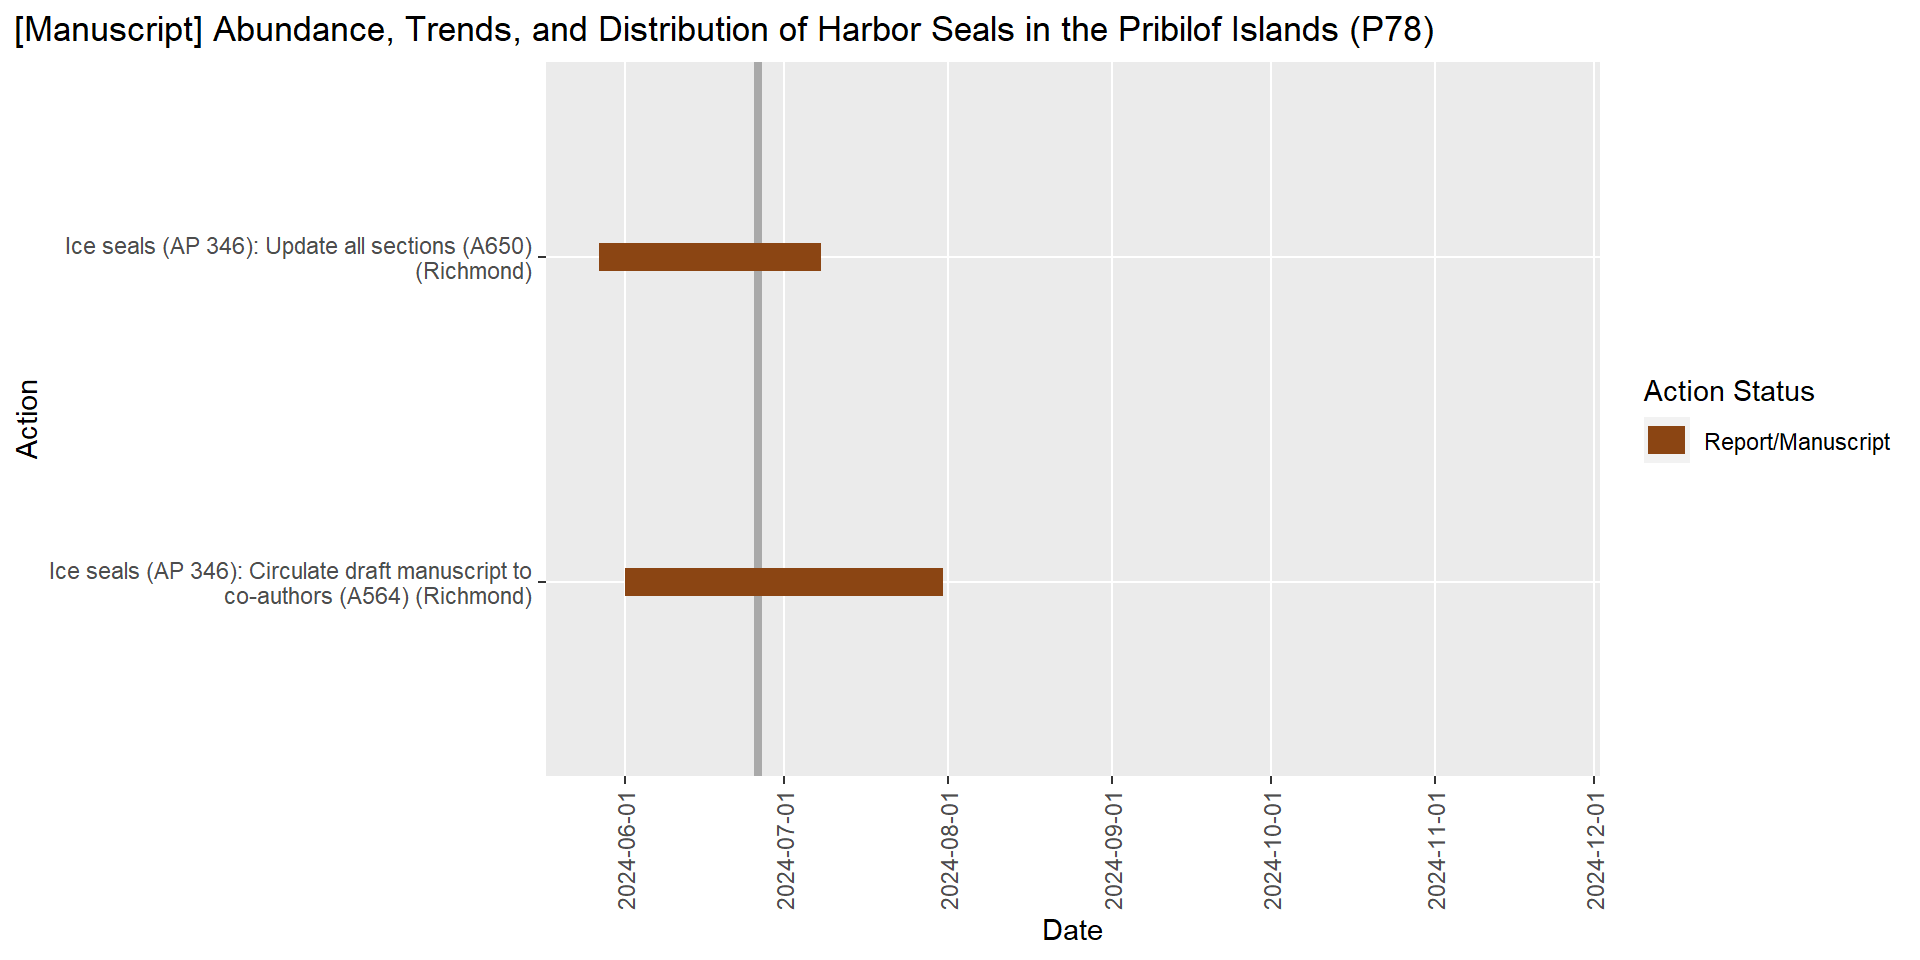 [Manuscript] Abundance, Trends, and Distribution of Harbor Seals in the Pribilof Islands (P78)
Action
Ice seals (AP 346): Update all sections (A650)
(Richmond)
Ice seals (AP 346): Circulate draft manuscript to
co-authors (A564) (Richmond)
2024-06-01
2024-07-01
2024-08-01
2024-09-01
2024-10-01
2024-11-01
2024-12-01
Date
Action Status
Report/Manuscript